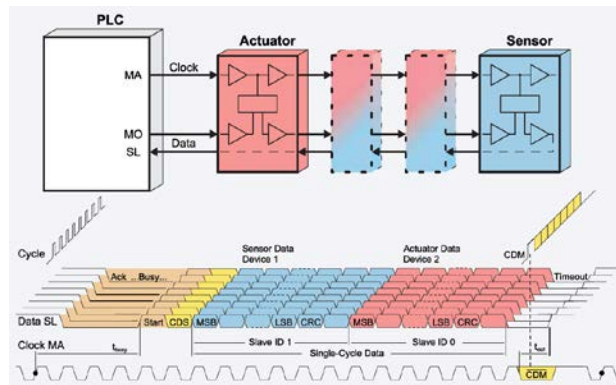 PLC
Actuator
Sensor
MA
Clock
MO
Data
SL
Cycle
Sensor Data
Device 1
Actuator Data
Device 2
CDM
Ack ... Busy...
Timeout
Data SL
Start
CDS
MSB
LSB
CRC
MSB
LSB
CRC
Clock MA
Slave ID 1
Slave ID 0
Single-Cycle Data
CDM